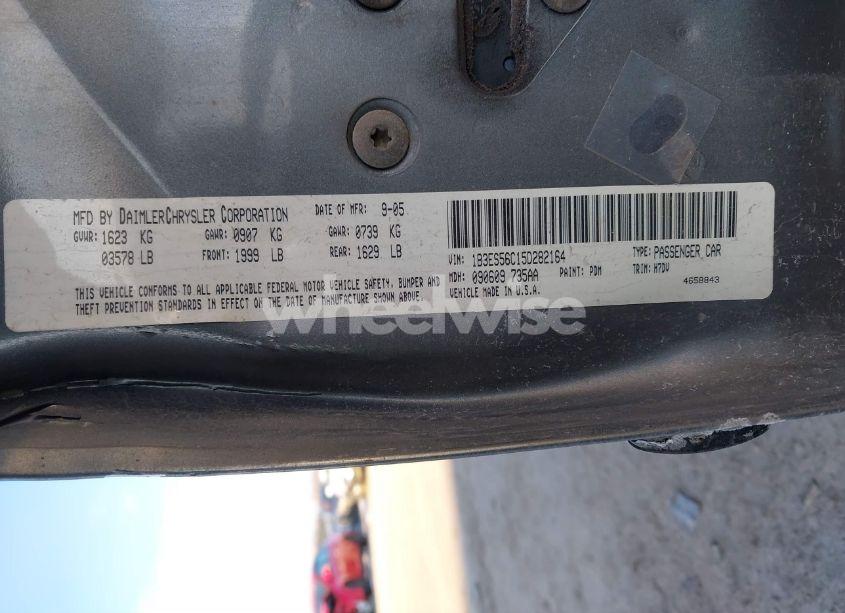 MFD BY DAIMLERCHRYSLER CORPORATION DATE OF MFR: 9-05
GVWR: 1623 KG GAWR: 0907 KG GAWR: 0739 KG
03578 LB FRONT: 1999 LB REAR: 1629 LB
THIS VEHICLE CONFORMS TO ALL APPLICABLE FEDERAL MOTOR VEHICLE SAFETY, BUMPER AND
THEFT PREVENTION STANDARDS IN EFFECT ON THE DATE OF MANUFACTURE SHOWN ABOVE.
VIN: 1B3ES56C15D282164 TYPE: PASSENGER CAR
MDH: 090609 735AA PAINT: PDM TRIM: H7DV
VEHICLE MADE IN U.S.A. 4658843
wheelwise